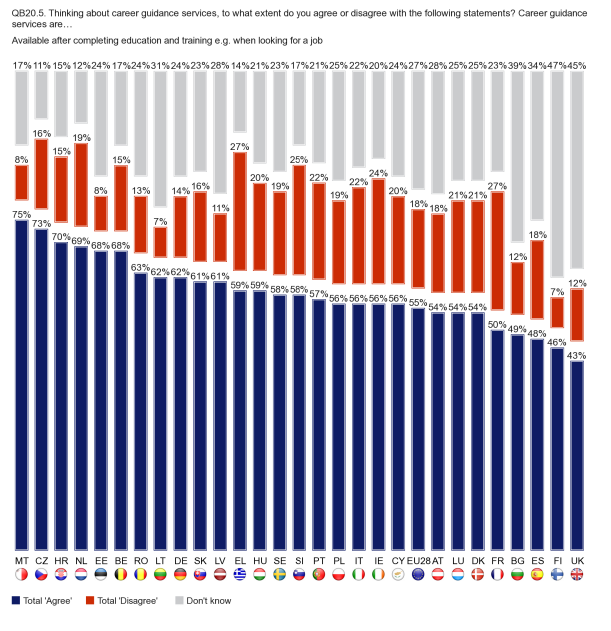 QB20.5. Thinking about career guidance services, to what extent do you agree or disagree with the following statements? Career guidance
services are…
Available after completing education and training e.g. when looking for a job
17% 11% 15% 12% 24% 17% 24% 31% 24% 23% 28% 14% 21% 23% 17% 21% 25% 22% 20% 24% 27% 28% 25% 25% 23% 39% 34% 47% 45%
8% 16% 15% 19% 8% 15% 13% 7% 14% 16% 11% 27% 20% 19% 25% 22% 19% 22% 24% 20% 18% 18% 21% 21% 27% 12% 18% 7% 12%
75% 73% 70% 69% 68% 68% 63% 62% 62% 61% 61% 59% 59% 58% 58% 57% 56% 56% 56% 56% 55% 54% 54% 54% 50% 49% 48% 46% 43%
MT CZ HR NL EE BE RO LT DE SK LV EL HU SE SI PT PL IT IE CY EU28 AT LU DK FR BG ES FI UK
Total 'Agree' Total 'Disagree' Don't know